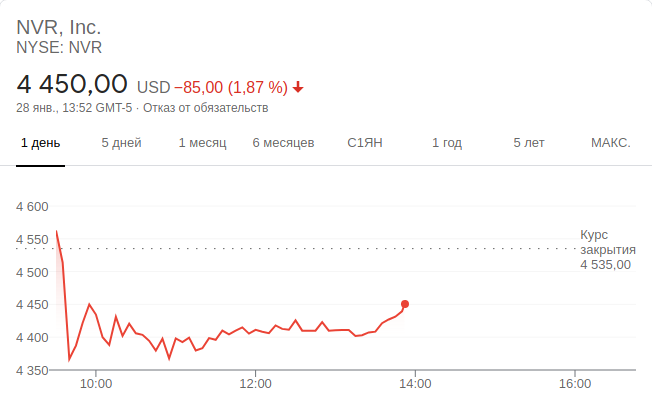 NVR, Inc.
NYSE: NVR
4 450,00 USD −85,00 (1,87 %)
28 янв., 13:52 GMT-5 · Отказ от обязательств
1 день 5 дней 1 месяц 6 месяцев С1ЯН 1 год 5 лет МАКС.
4 600
4 550
4 500
4 450
4 400
4 350
Курс
закрытия
4 535,00
10:00 12:00 14:00 16:00